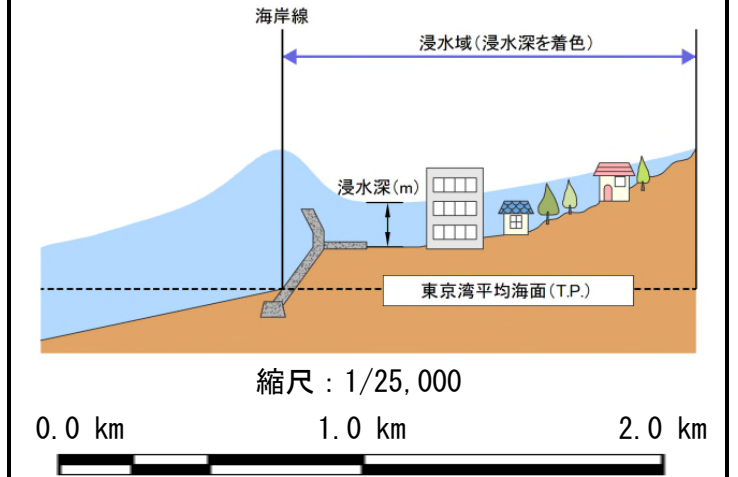 海岸線
浸水域(浸水深を着色)
浸水深(m)
東京湾平均海面(T.P.)
縮尺：1/25,000
0.0 km 1.0 km 2.0 km